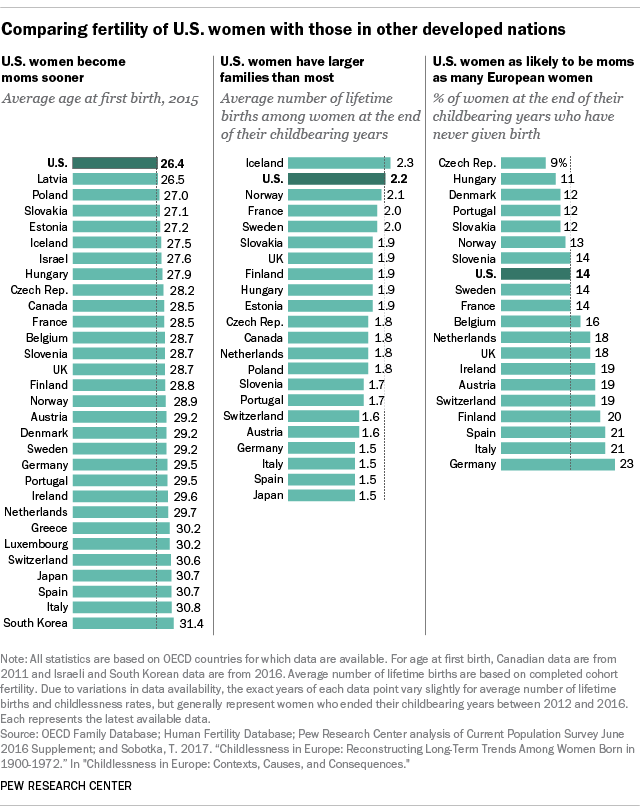 Comparing fertility of U.S. women with those in other developed nations
U.S. women become
moms sooner
Average age at first birth, 2015
U.S. 26.4
Latvia 26.5
Poland 27.0
Slovakia 27.1
Estonia 27.2
Iceland 27.5
Israel 27.6
Hungary 27.9
Czech Rep. 28.2
Canada 28.5
France 28.5
Belgium 28.7
Slovenia 28.7
UK 28.7
Finland 28.8
Norway 28.9
Austria 29.2
Denmark 29.2
Sweden 29.2
Germany 29.5
Portugal 29.5
Ireland 29.6
Netherlands 29.7
Greece 30.2
Luxembourg 30.2
Switzerland 30.6
Japan 30.7
Spain 30.7
Italy 30.8
South Korea 31.4
U.S. women have larger
families than most
Average number of lifetime
births among women at the end
of their childbearing years
Iceland 2.3
U.S. 2.2
Norway 2.1
France 2.0
Sweden 2.0
Slovakia 1.9
UK 1.9
Finland 1.9
Hungary 1.9
Estonia 1.9
Czech Rep. 1.8
Canada 1.8
Netherlands 1.8
Poland 1.8
Slovenia 1.7
Portugal 1.7
Switzerland 1.6
Austria 1.6
Germany 1.5
Italy 1.5
Spain 1.5
Japan 1.5
U.S. women as likely to be moms
as many European women
% of women at the end of their
childbearing years who have
never given birth
Czech Rep. 9%
Hungary 11
Denmark 12
Portugal 12
Slovakia 12
Norway 13
Slovenia 14
U.S. 14
Sweden 14
France 14
Belgium 16
Netherlands 18
UK 18
Ireland 19
Austria 19
Switzerland 19
Finland 20
Spain 21
Italy 21
Germany 23
Note: All statistics are based on OECD countries for which data are available. For age at first birth, Canadian data are from
2011 and Israeli and South Korean data are from 2016. Average number of lifetime births are based on completed cohort
fertility. Due to variations in data availability, the exact years of each data point vary slightly for average number of lifetime
births and childlessness rates, but generally represent women who ended their childbearing years between 2012 and 2016.
Each represents the latest available data.
Source: OECD Family Database; Human Fertility Database; Pew Research Center analysis of Current Population Survey June
2016 Supplement; and Sobotka, T. 2017. “Childlessness in Europe: Reconstructing Long-Term Trends Among Women Born in
1900-1972.” In "Childlessness in Europe: Contexts, Causes, and Consequences."
PEW RESEARCH CENTER